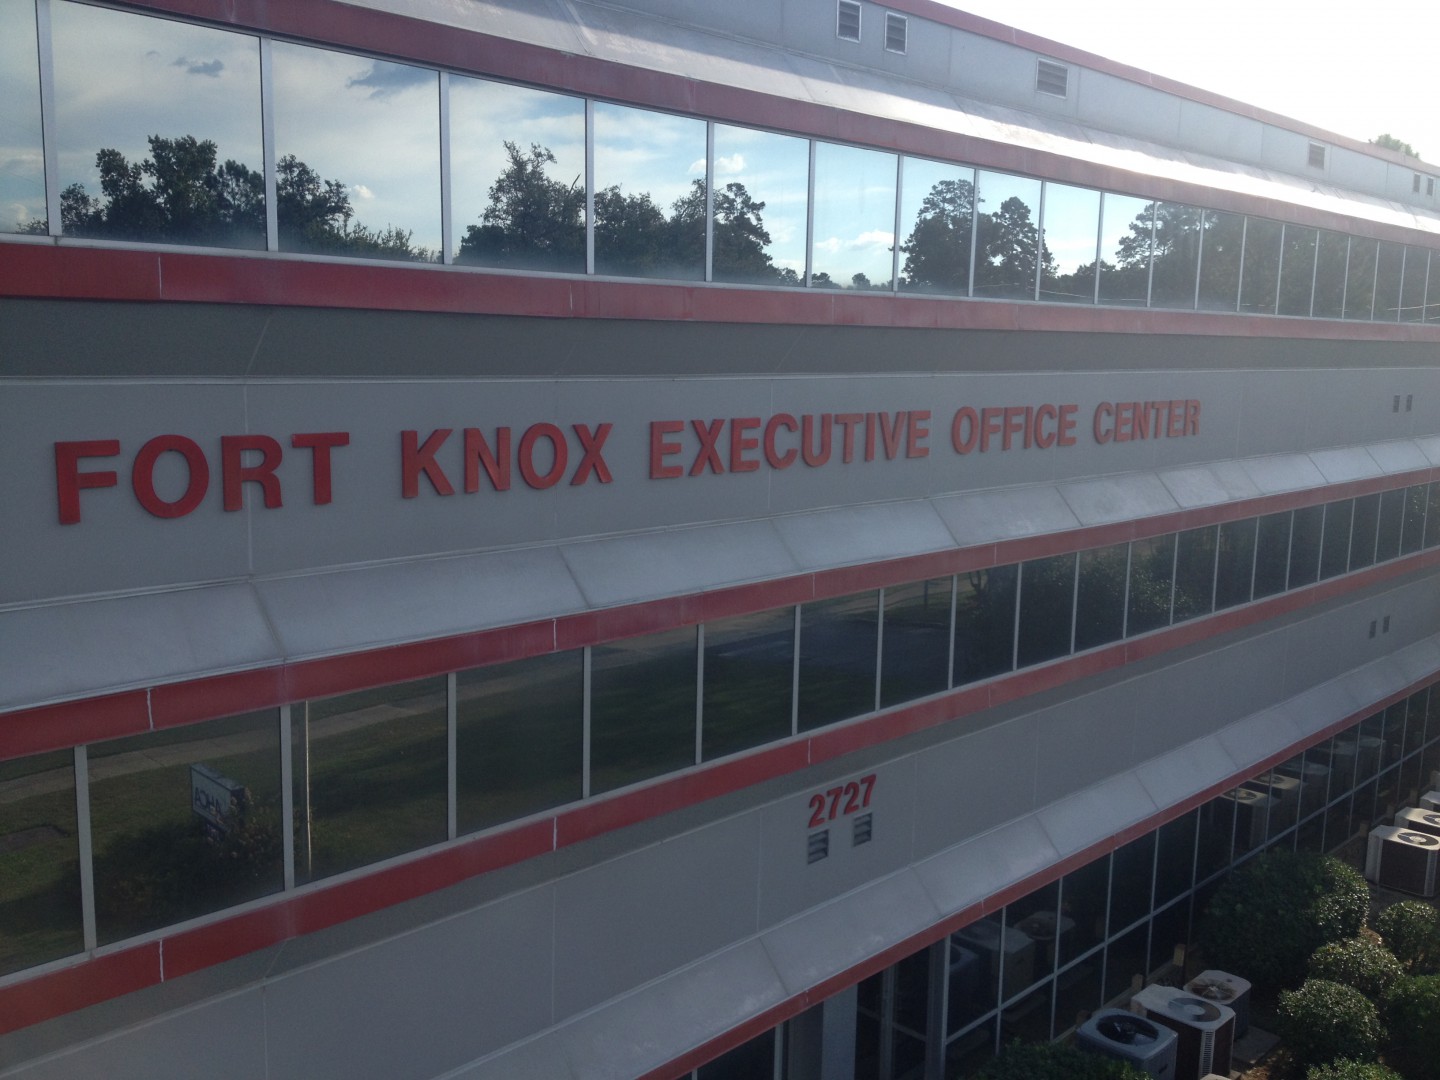 FORT KNOX EXECUTIVE OFFICE CENTER
2727